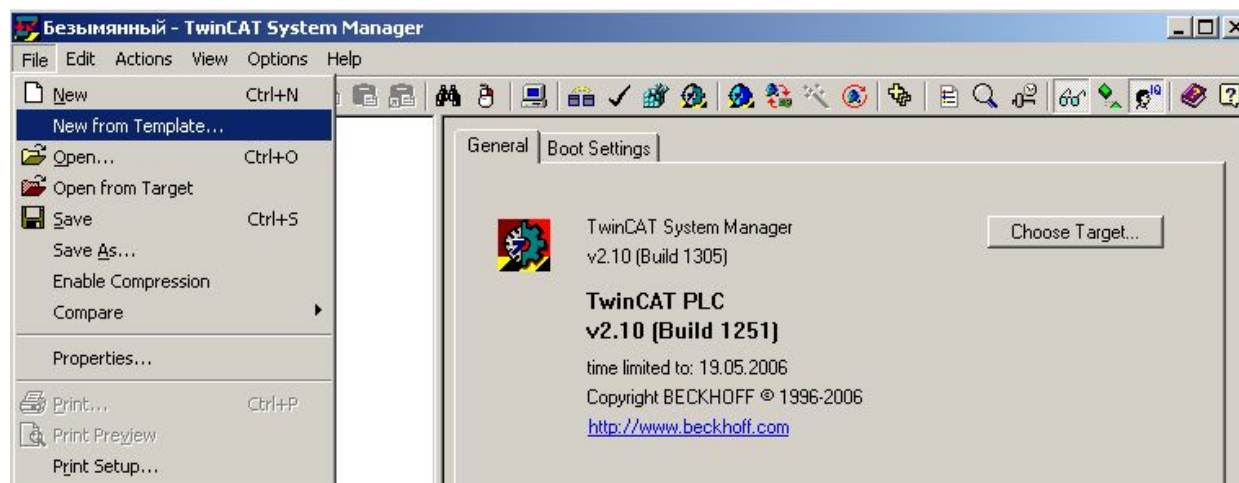 Безымянный - TwinCAT System Manager
File Edit Actions View Options Help
New Ctrl+N
New from Template...
Open... Ctrl+O
Open from Target
Save Ctrl+S
Save As...
Enable Compression
Compare
Properties...
Print... Ctrl+P
Print Preview
Print Setup...
General Boot Settings
TwinCAT System Manager
v2.10 (Build 1305)
Choose Target...
TwinCAT PLC
v2.10 (Build 1251)
time limited to: 19.05.2006
Copyright BECKHOFF © 1996-2006
http://www.beckhoff.com